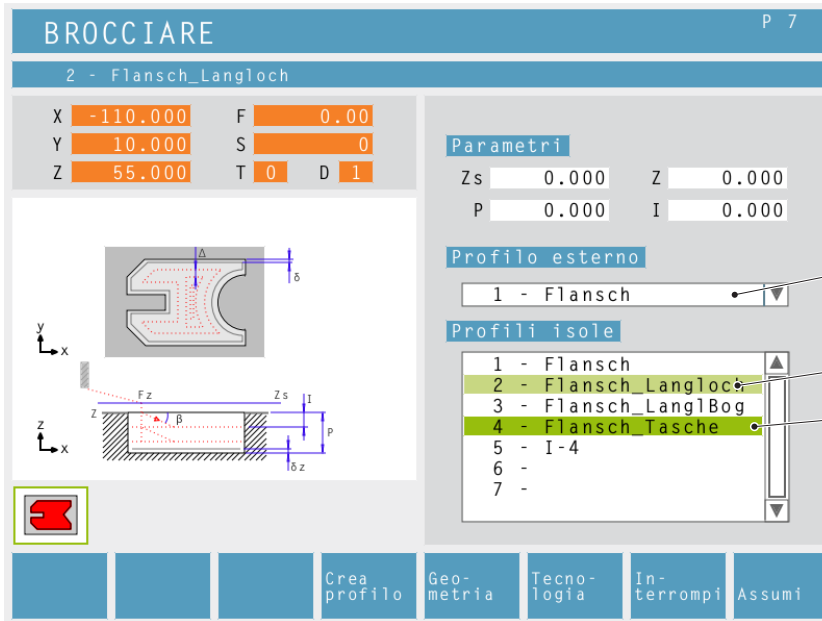 BROCCIARE
P 7
2 - Flansch_Langloch
X -110.000 F 0.00
Y 10.000 S 0
Z 55.000 T 0 D 1
Parametri
Zs 0.000 Z 0.000
P 0.000 I 0.000
Profilo esterno
1 - Flansch
Profili isole
1 - Flansch
2 - Flansch_Langloch
3 - Flansch_LanglBog
4 - Flansch_Tasche
5 - I-4
6 -
7 -
Δ
δ
y
x
Fz Zs I
Z β P
z
x
δz
Crea
profilo
Geo-
metria
Tecno-
logia
In-
terrompi
Assumi